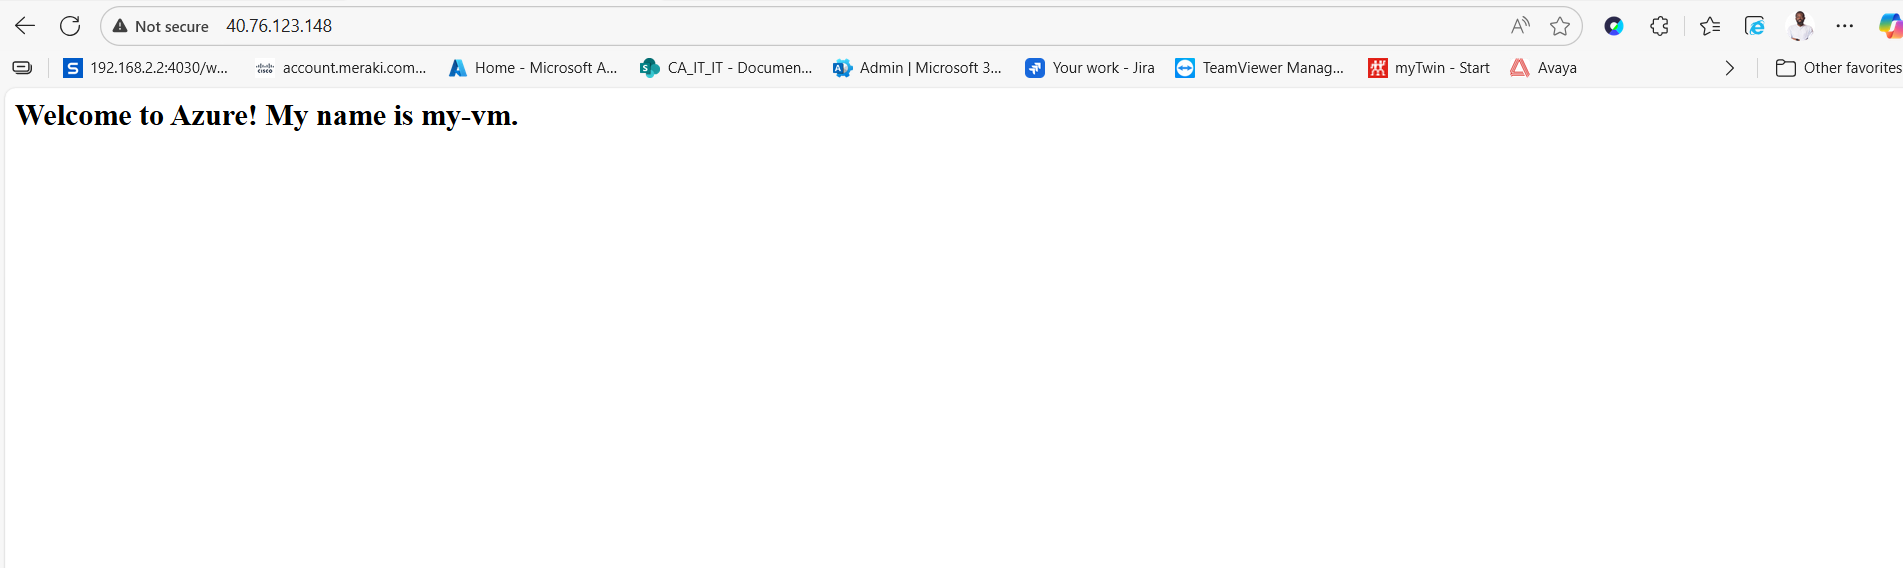 Not secure 40.76.123.148
192.168.2.2:4030/w... account.meraki.com... Home - Microsoft A... CA_IT_IT - Documen... Admin | Microsoft 3... Your work - Jira TeamViewer Manag... myTwin - Start Avaya Other favorites
Welcome to Azure! My name is my-vm.